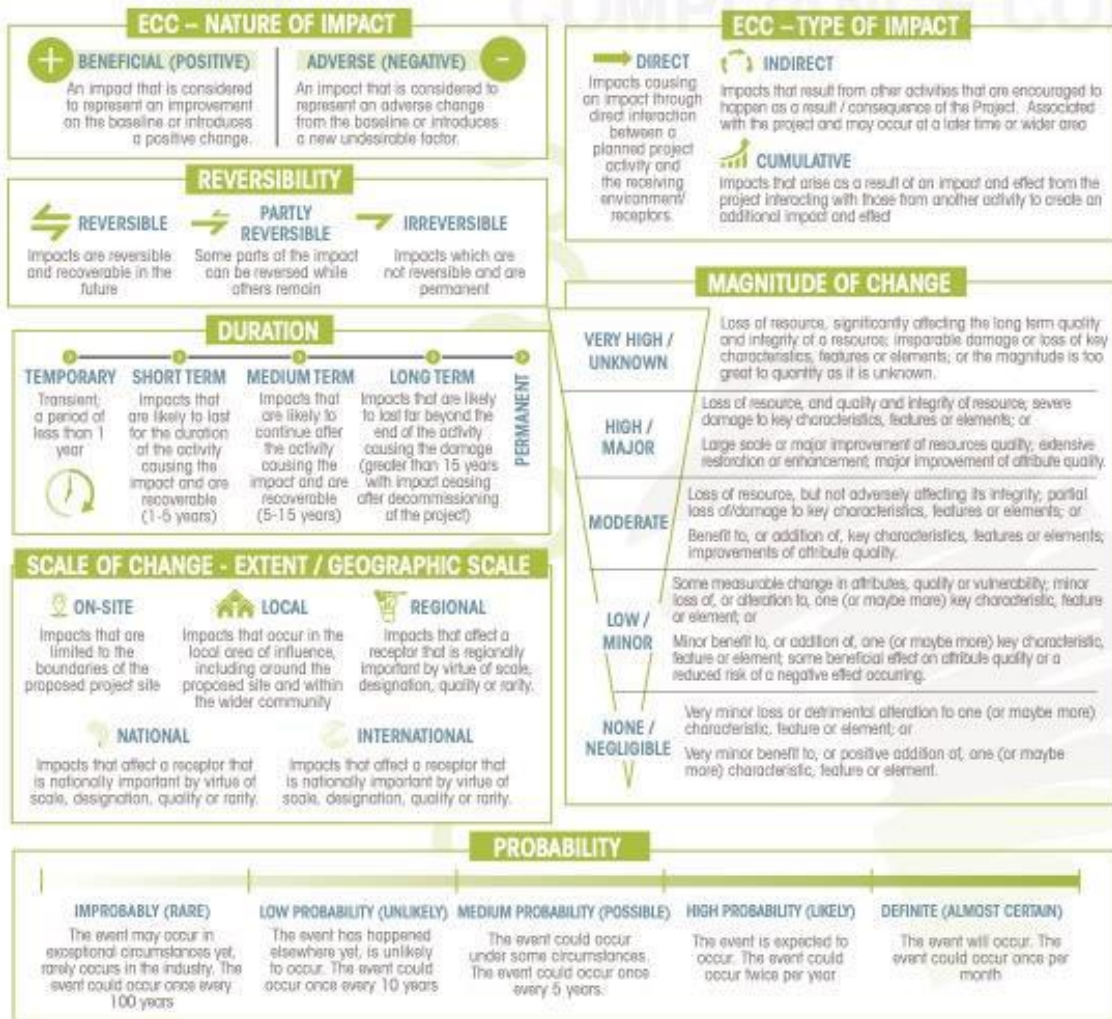 COMPLIANCE CO
ECC – NATURE OF IMPACT
BENEFICIAL (POSITIVE)
An impact that is considered
to represent an improvement
on the baseline or introduces
a positive change.
ADVERSE (NEGATIVE)
An impact that is considered to
represent an adverse change
from the baseline or introduces
a new undesirable factor.
ECC –TYPE OF IMPACT
DIRECT
Impacts causing
an impact through
direct interaction
between a
planned project
activity and
the receiving
environment/
receptors.
INDIRECT
Impacts that result from other activities that are encouraged to
happen as a result / consequence of the Project. Associated
with the project and may occur at a later time or wider area
CUMULATIVE
Impacts that arise as a result of an impact and effect from the
project interacting with those from another activity to create an
additional impact and effect
REVERSIBILITY
REVERSIBLE
Impacts are reversible
and recoverable in the
future
PARTLY
REVERSIBLE
Some parts of the impact
can be reversed while
others remain
IRREVERSIBLE
Impacts which are
not reversible and are
permanent
DURATION
TEMPORARY
Transient;
a period of
less than 1
year
SHORT TERM
Impacts that
are likely to last
for the duration
of the activity
causing the
impact and are
recoverable
(1-5 years)
MEDIUM TERM
Impacts that
are likely to
continue after
the activity
causing the
impact and are
recoverable
(5-15 years)
LONG TERM
Impacts that are likely
to last far beyond the
end of the activity
causing the damage
(greater than 15 years
with impact ceasing
after decommissioning
of the project)
PERMANENT
MAGNITUDE OF CHANGE
VERY HIGH /
UNKNOWN
Loss of resource, significantly affecting the long term quality
and integrity of a resource; irreparable damage or loss of key
characteristics, features or elements; or the magnitude is too
great to quantify as it is unknown.
HIGH /
MAJOR
Loss of resource, and quality and integrity of resource; severe
damage to key characteristics, features or elements; or
Large scale or major improvement of resources quality; extensive
restoration or enhancement; major improvement of attribute quality.
MODERATE
Loss of resource, but not adversely affecting its integrity; partial
loss of/damage to key characteristics, features or elements; or
Benefit to, or addition of, key characteristics, features or elements;
improvements of attribute quality.
LOW /
MINOR
Some measurable change in attributes, quality or vulnerability; minor
loss of, or alteration to, one (or maybe more) key characteristic, feature
or element; or
Minor benefit to, or addition of, one (or maybe more) key characteristic,
feature or element; some beneficial effect on attribute quality or a
reduced risk of a negative effect occurring.
NONE /
NEGLIGIBLE
Very minor loss or detrimental alteration to one (or maybe more)
characteristic, feature or element; or
Very minor benefit to, or positive addition of, one (or maybe
more) characteristic, feature or element.
SCALE OF CHANGE - EXTENT / GEOGRAPHIC SCALE
ON-SITE
Impacts that are
limited to the
boundaries of the
proposed project site
LOCAL
Impacts that occur in the
local area of influence,
including around the
proposed site and within
the wider community
REGIONAL
Impacts that affect a
receptor that is regionally
important by virtue of scale,
designation, quality or rarity.
NATIONAL
Impacts that affect a receptor that
is nationally important by virtue of
scale, designation, quality or rarity.
INTERNATIONAL
Impacts that affect a receptor that
is nationally important by virtue of
scale, designation, quality or rarity.
PROBABILITY
IMPROBABLY (RARE)
The event may occur in
exceptional circumstances yet,
rarely occurs in the industry. The
event could occur once every
100 years
LOW PROBABILITY (UNLIKELY)
The event has happened
elsewhere yet, is unlikely
to occur. The event could
occur once every 10 years
MEDIUM PROBABILITY (POSSIBLE)
The event could occur
under some circumstances.
The event could occur once
every 5 years.
HIGH PROBABILITY (LIKELY)
The event is expected to
occur. The event could
occur twice per year
DEFINITE (ALMOST CERTAIN)
The event will occur. The
event could occur once per
month